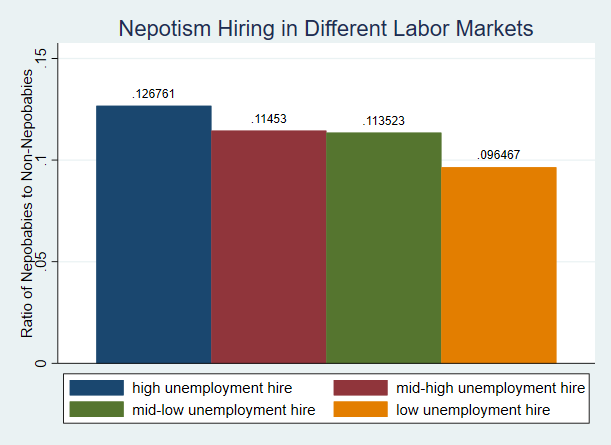 Nepotism Hiring in Different Labor Markets
Ratio of Nepobabies to Non-Nepobabies
.15
.1
.05
0
.126761
.11453
.113523
.096467
high unemployment hire
mid-high unemployment hire
mid-low unemployment hire
low unemployment hire